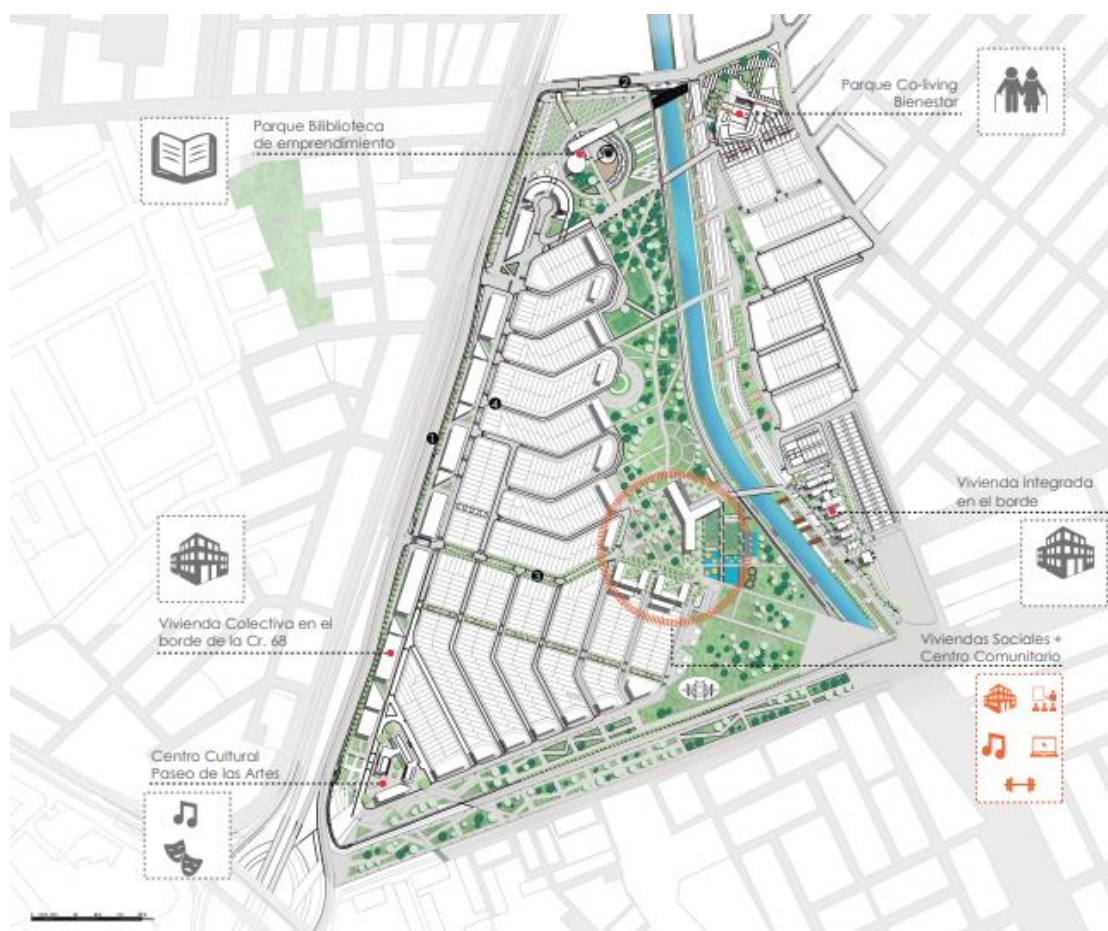 2
Parque Co-living
Bienestar
Parque Biliblioteca
de emprendimiento
4
1
Vivienda integrada
en el borde
3
Vivienda Colectiva en el
borde de la Cr. 68
Viviendas Sociales +
Centro Comunitario
Centro Cultural
Paseo de las Artes